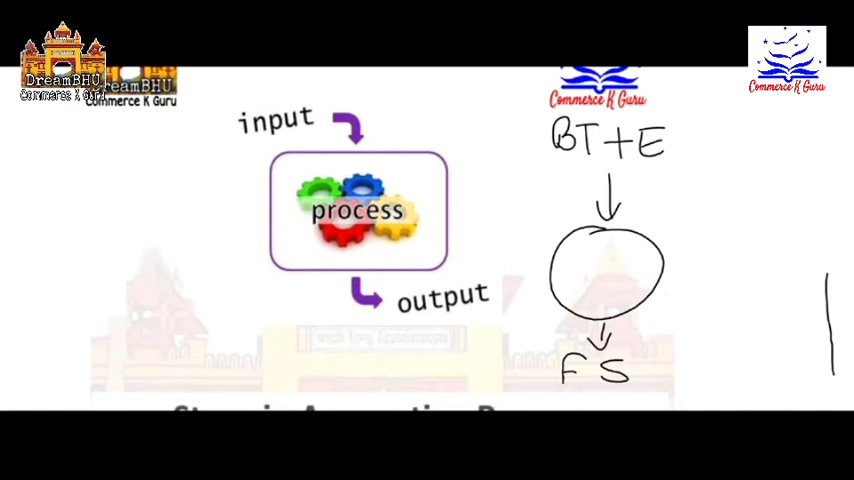 DreamBHU
Commerce K Guru
Commerce K Guru
DreamBHU
Commerce K Guru
Commerce K Guru
input
process
output
BT+E
FS